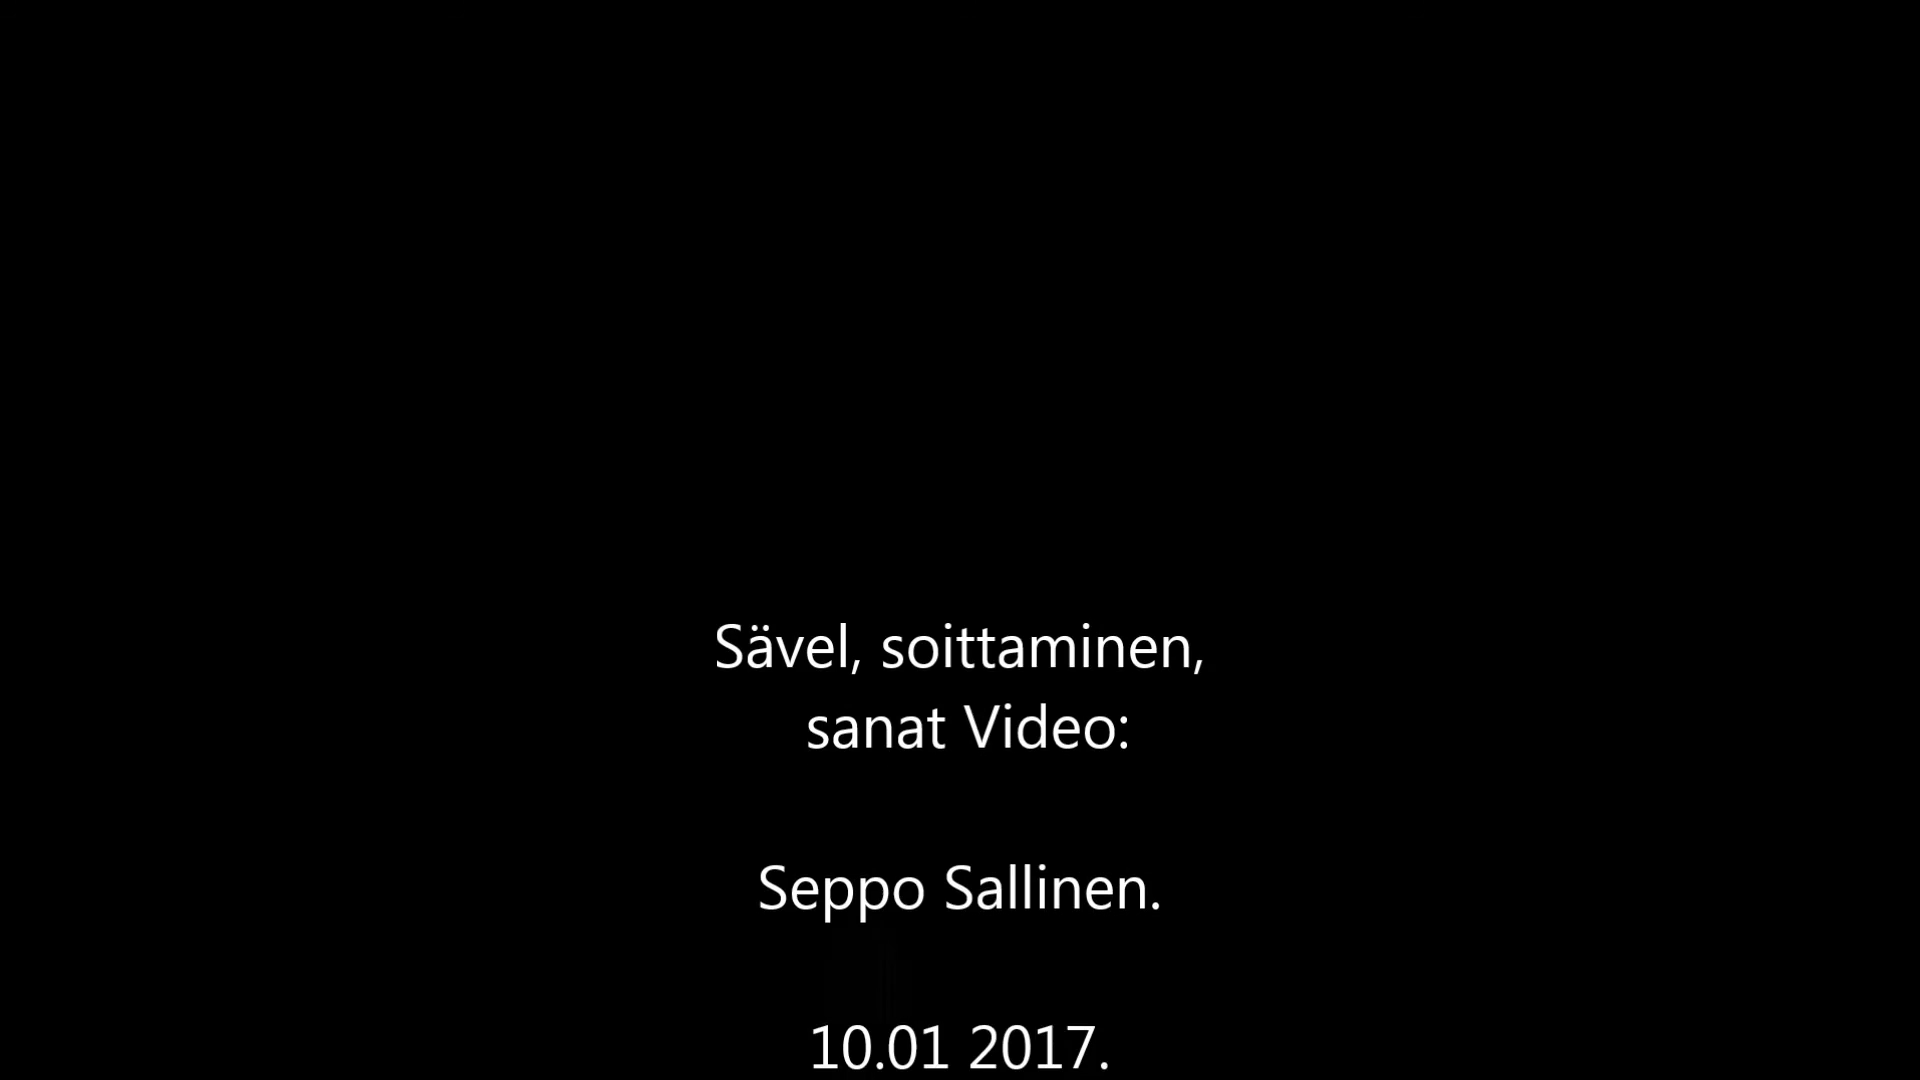 Sävel, soittaminen,
sanat Video:
Seppo Sallinen.
10.01 2017.